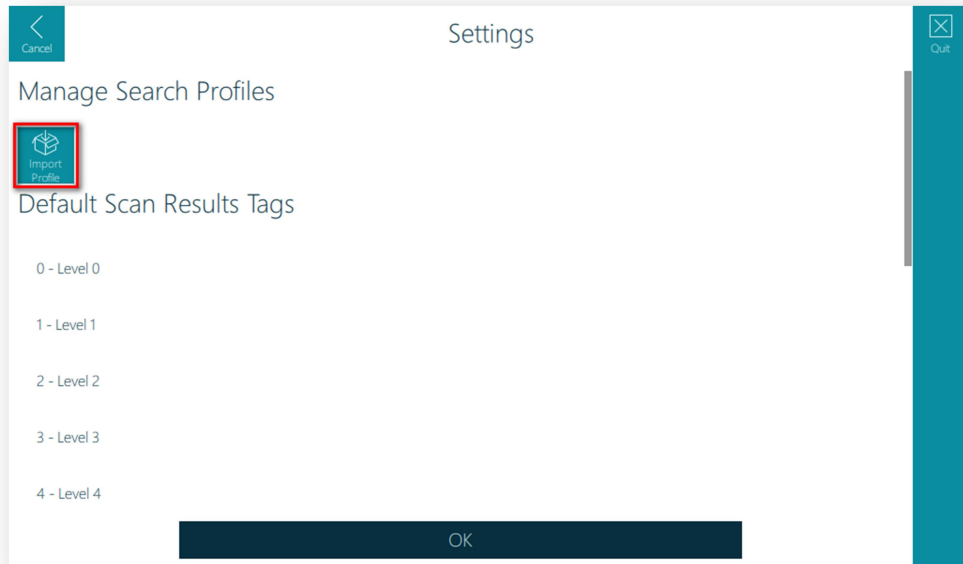 Cancel
Settings
Quit
Manage Search Profiles
Import
Profile
Default Scan Results Tags
0 - Level 0
1 - Level 1
2 - Level 2
3 - Level 3
4 - Level 4
OK